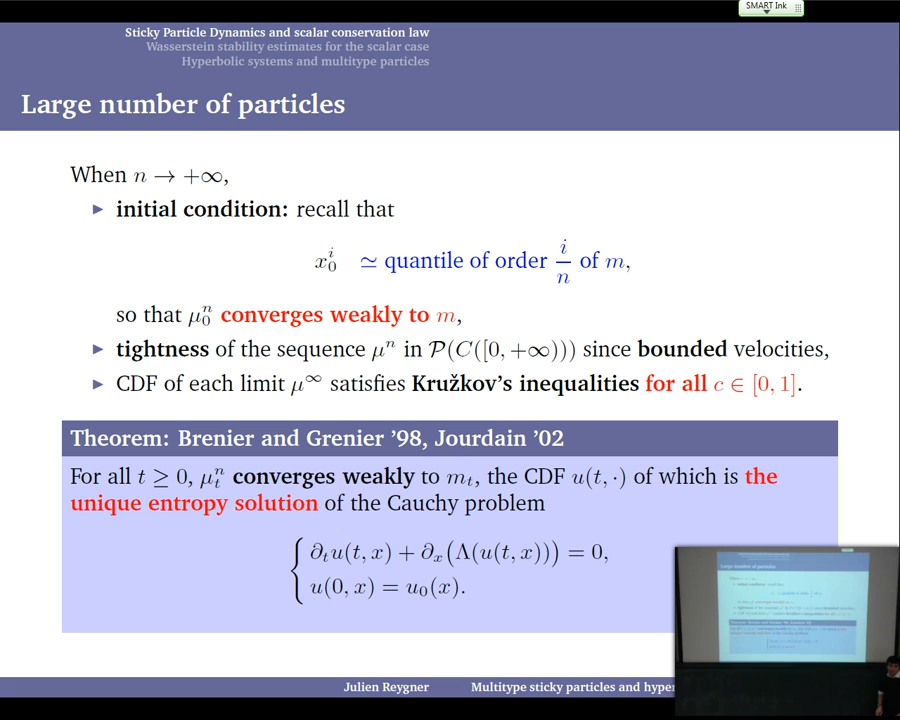 SMART Ink
Sticky Particle Dynamics and scalar conservation law
Wasserstein stability estimates for the scalar case
Hyperbolic systems and multitype particles
Large number of particles
When n → +∞,
▶ initial condition: recall that
x₀ⁱ ≃ quantile of order i/n of m,
so that μ₀ⁿ converges weakly to m,
▶ tightness of the sequence μⁿ in 𝒫(C([0, +∞))) since bounded velocities,
▶ CDF of each limit μ^∞ satisfies Kružkov's inequalities for all c ∈ [0, 1].
Theorem: Brenier and Grenier '98, Jourdain '02
For all t ≥ 0, μₜⁿ converges weakly to mₜ, the CDF u(t, ·) of which is the
unique entropy solution of the Cauchy problem
∂ₜu(t, x) + ∂ₓ(Λ(u(t, x))) = 0,
u(0, x) = u₀(x).
Large number of particles
Julien Reygner Multitype sticky particles and hyper